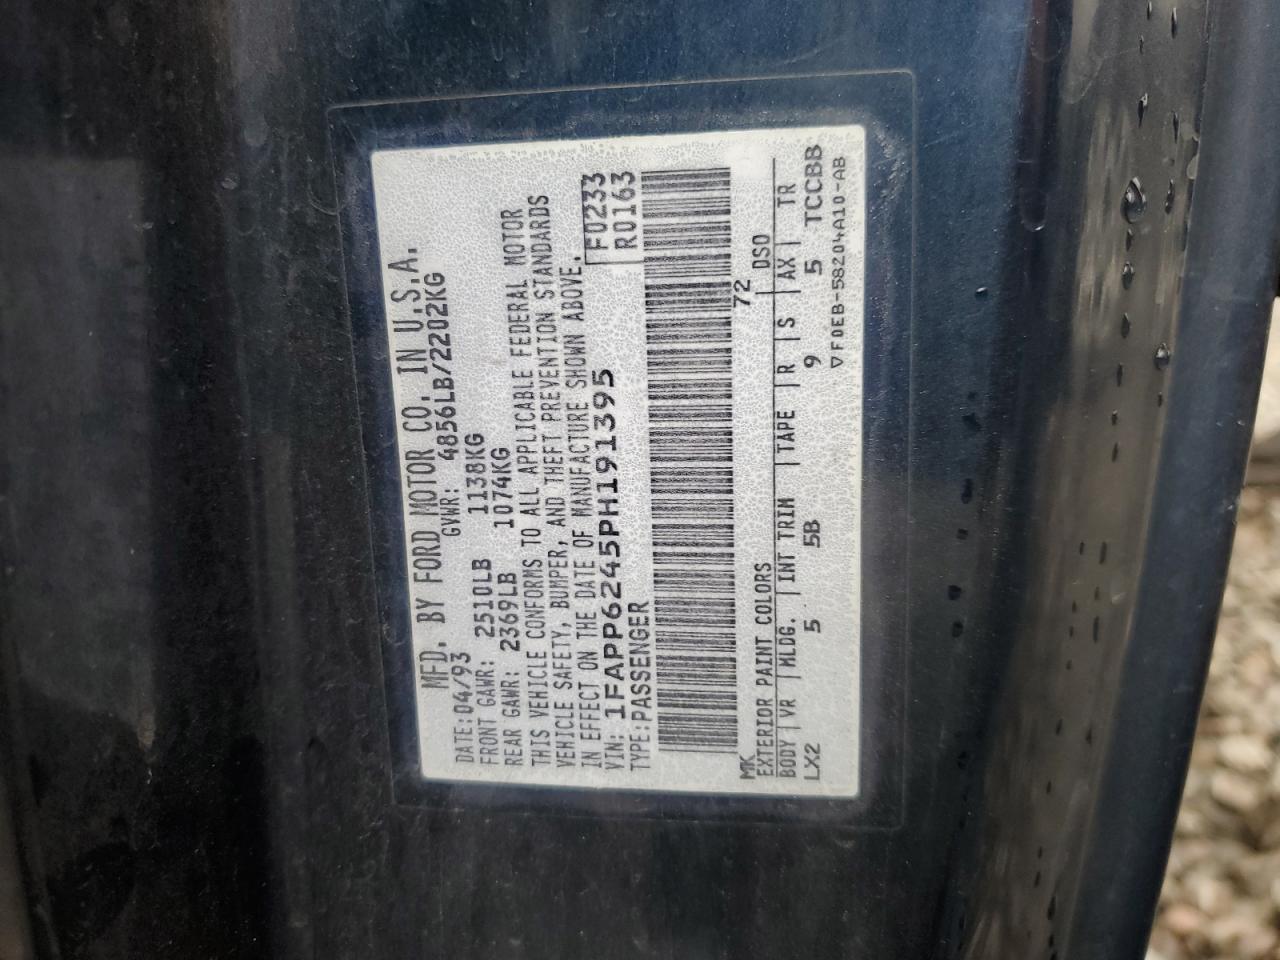 MFD. BY FORD MOTOR CO. IN U.S.A.
DATE: 04/93 GVWR: 4856LB/2202KG
FRONT GAWR: 2510LB 1138KG
REAR GAWR: 2369LB 1074KG
THIS VEHICLE CONFORMS TO ALL APPLICABLE FEDERAL MOTOR
VEHICLE SAFETY, BUMPER, AND THEFT PREVENTION STANDARDS
IN EFFECT ON THE DATE OF MANUFACTURE SHOWN ABOVE.
VIN: 1FAPP6245PH191395 F0233
TYPE: PASSENGER R0163
MK 72
EXTERIOR PAINT COLORS DSO
BODY VR MLDG. INT TRIM TAPE R S AX TR
LX2 5 5B 9 5 TCCBB
▽ F0EB-58204A10-AB